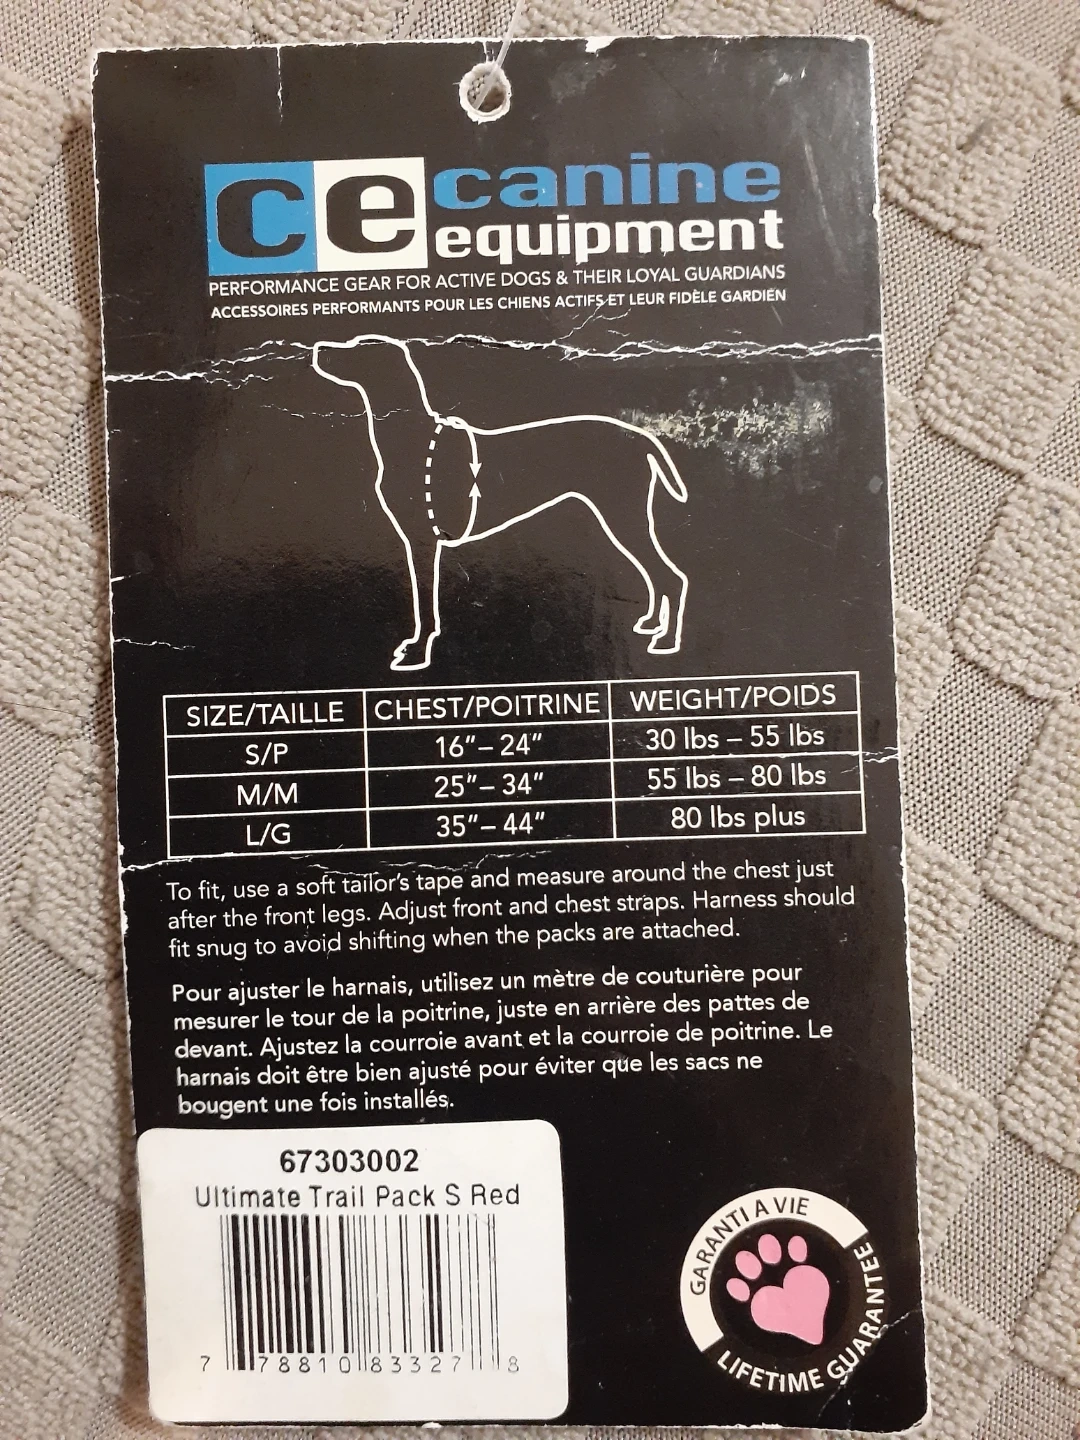 ce canine
equipment
PERFORMANCE GEAR FOR ACTIVE DOGS & THEIR LOYAL GUARDIANS
ACCESSOIRES PERFORMANTS POUR LES CHIENS ACTIFS ET LEUR FIDÈLE GARDIEN
SIZE/TAILLE CHEST/POITRINE WEIGHT/POIDS
S/P 16"– 24" 30 lbs – 55 lbs
M/M 25"– 34" 55 lbs – 80 lbs
L/G 35"– 44" 80 lbs plus
To fit, use a soft tailor's tape and measure around the chest just
after the front legs. Adjust front and chest straps. Harness should
fit snug to avoid shifting when the packs are attached.
Pour ajuster le harnais, utilisez un mètre de couturière pour
mesurer le tour de la poitrine, juste en arrière des pattes de
devant. Ajustez la courroie avant et la courroie de poitrine. Le
harnais doit être bien ajusté pour éviter que les sacs ne
bougent une fois installés.
67303002
Ultimate Trail Pack S Red
7 78810 83327 8
GARANTI A VIE
LIFETIME GUARANTEE